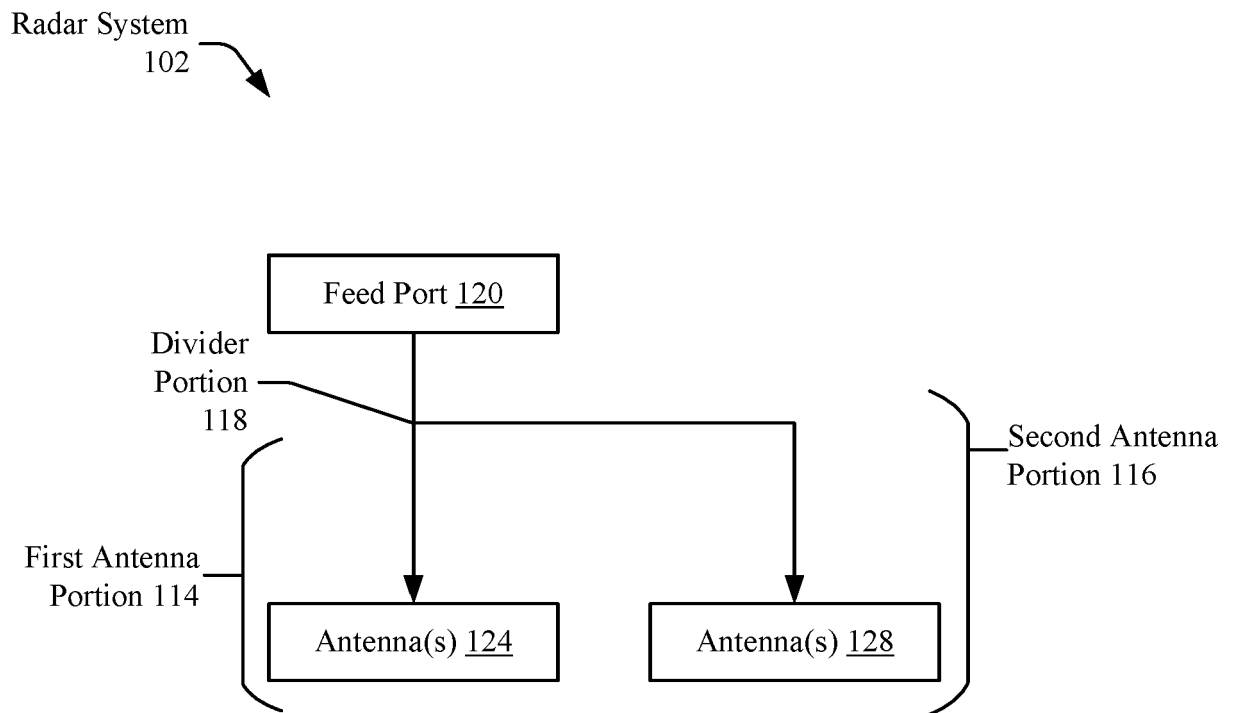 Radar System
102
Feed Port 120
Divider
Portion
118
Second Antenna
Portion 116
First Antenna
Portion 114
Antenna(s) 124
Antenna(s) 128